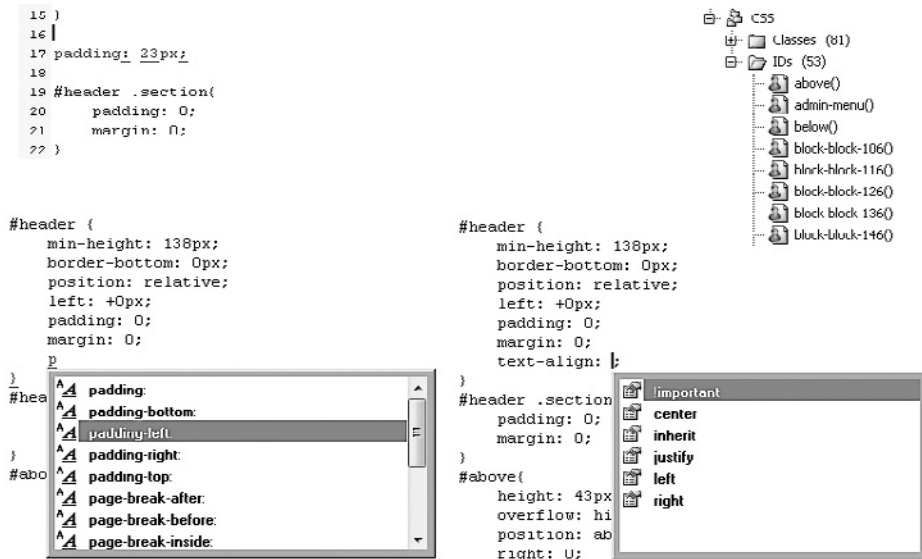 15 }
16
17 padding: 23px;
18
19 #header .section{
20 padding: 0;
21 margin: 0;
22 }
CSS
Classes (81)
IDs (53)
above()
admin-menu()
below()
block-block-106()
block-block-116()
block-block-126()
block-block-136()
block-block-146()
#header {
min-height: 138px;
border-bottom: 0px;
position: relative;
left: +0px;
padding: 0;
margin: 0;
p
}
#hea
}
#abo
padding:
padding-bottom:
padding-left:
padding-right:
padding-top:
page-break-after:
page-break-before:
page-break-inside:
#header {
min-height: 138px;
border-bottom: 0px;
position: relative;
left: +0px;
padding: 0;
margin: 0;
text-align: ;
}
#header .section
padding: 0;
margin: 0;
}
#above{
height: 43px
overflow: hi
position: ab
right: 0;
!important
center
inherit
justify
left
right